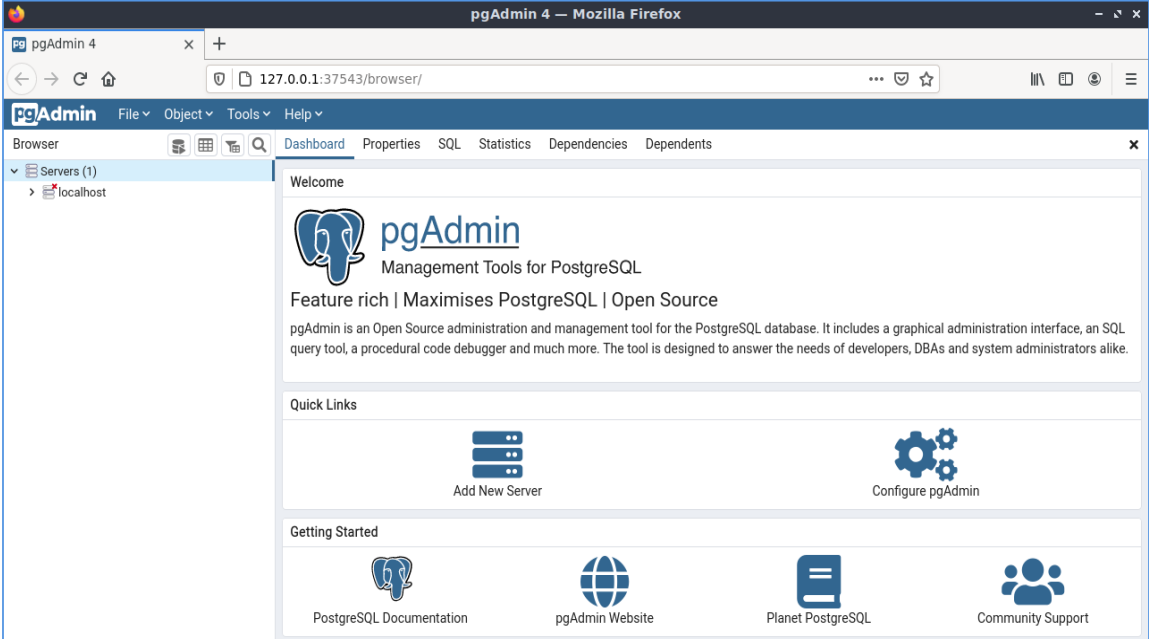 pgAdmin 4 — Mozilla Firefox
Pg pgAdmin 4
127.0.0.1:37543/browser/
pgAdmin File Object Tools Help
Browser
Dashboard Properties SQL Statistics Dependencies Dependents
Servers (1)
localhost
Welcome
pgAdmin
Management Tools for PostgreSQL
Feature rich | Maximises PostgreSQL | Open Source
pgAdmin is an Open Source administration and management tool for the PostgreSQL database. It includes a graphical administration interface, an SQL
query tool, a procedural code debugger and much more. The tool is designed to answer the needs of developers, DBAs and system administrators alike.
Quick Links
Add New Server
Configure pgAdmin
Getting Started
PostgreSQL Documentation
pgAdmin Website
Planet PostgreSQL
Community Support